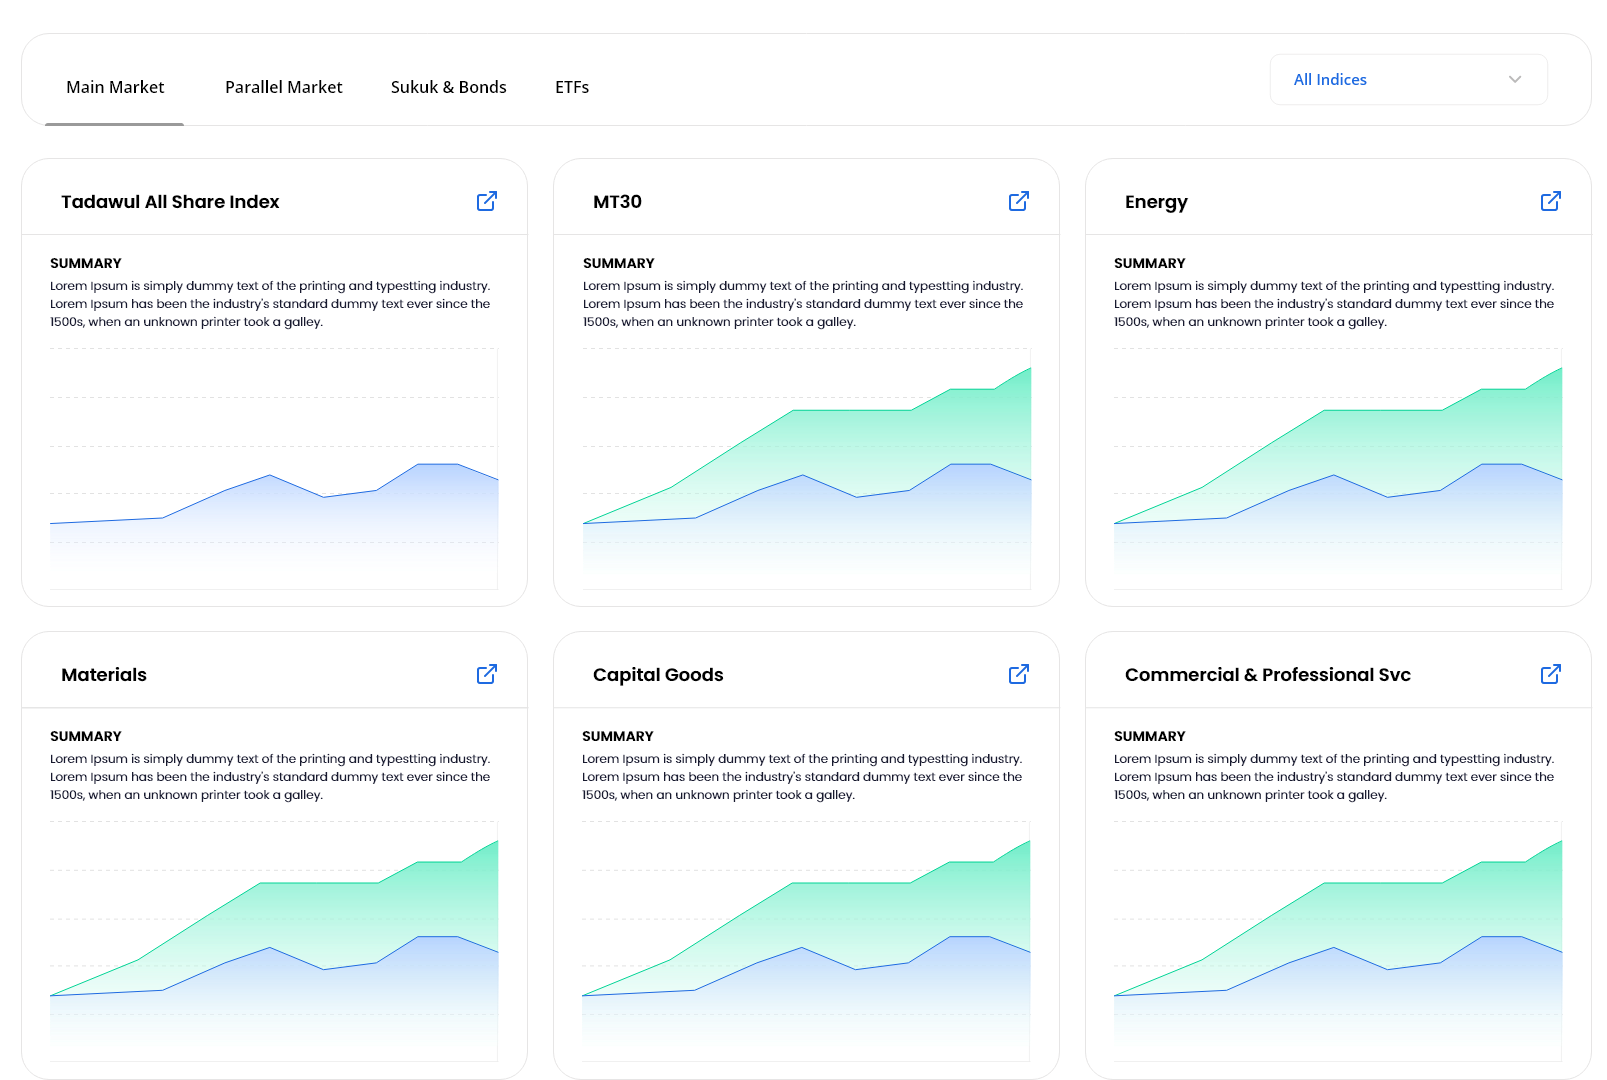 Main Market
Parallel Market
Sukuk & Bonds
ETFs
All Indices
Tadawul All Share Index
SUMMARY
Lorem Ipsum is simply dummy text of the printing and typestting industry.
Lorem Ipsum has been the industry's standard dummy text ever since the
1500s, when an unknown printer took a galley.
MT30
SUMMARY
Lorem Ipsum is simply dummy text of the printing and typestting industry.
Lorem Ipsum has been the industry's standard dummy text ever since the
1500s, when an unknown printer took a galley.
Energy
SUMMARY
Lorem Ipsum is simply dummy text of the printing and typestting industry.
Lorem Ipsum has been the industry's standard dummy text ever since the
1500s, when an unknown printer took a galley.
Materials
SUMMARY
Lorem Ipsum is simply dummy text of the printing and typestting industry.
Lorem Ipsum has been the industry's standard dummy text ever since the
1500s, when an unknown printer took a galley.
Capital Goods
SUMMARY
Lorem Ipsum is simply dummy text of the printing and typestting industry.
Lorem Ipsum has been the industry's standard dummy text ever since the
1500s, when an unknown printer took a galley.
Commercial & Professional Svc
SUMMARY
Lorem Ipsum is simply dummy text of the printing and typestting industry.
Lorem Ipsum has been the industry's standard dummy text ever since the
1500s, when an unknown printer took a galley.